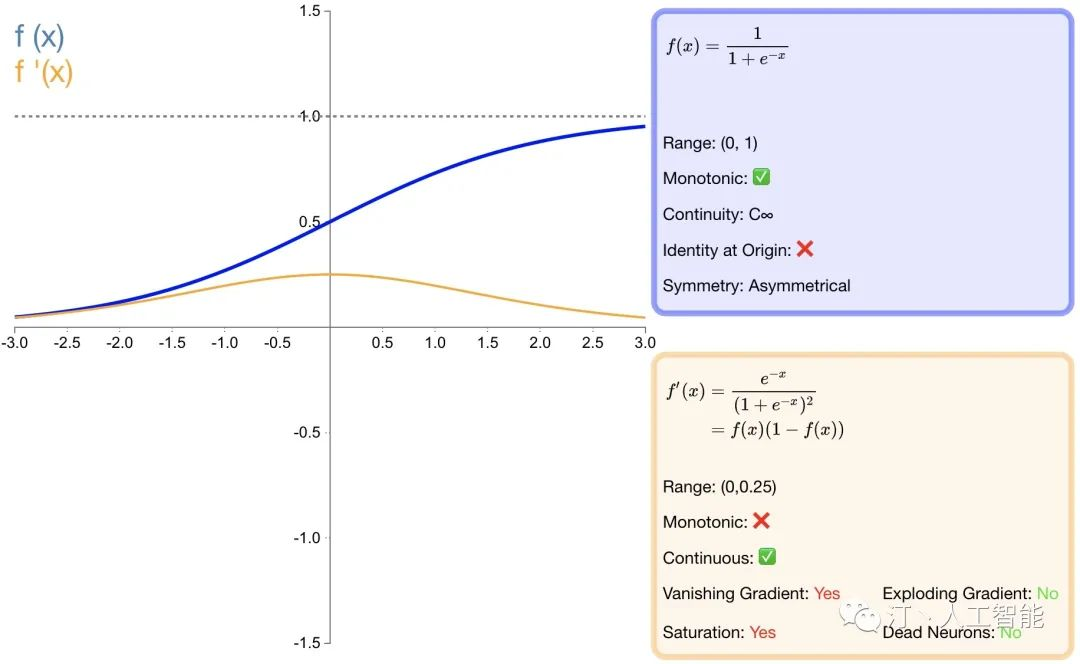 f (x)
f '(x)
1.5
1.0
0.5
-3.0 -2.5 -2.0 -1.5 -1.0 -0.5 0.5 1.0 1.5 2.0 2.5 3.0
-0.5
-1.0
-1.5
f(x) = 1 / (1 + e^{-x})
Range: (0, 1)
Monotonic: ✅
Continuity: C∞
Identity at Origin: ❌
Symmetry: Asymmetrical
f′(x) = e^{-x} / (1 + e^{-x})^2
= f(x)(1 − f(x))
Range: (0,0.25)
Monotonic: ❌
Continuous: ✅
Vanishing Gradient: Yes Exploding Gradient: No
汀丶人工智能
Saturation: Yes Dead Neurons: No